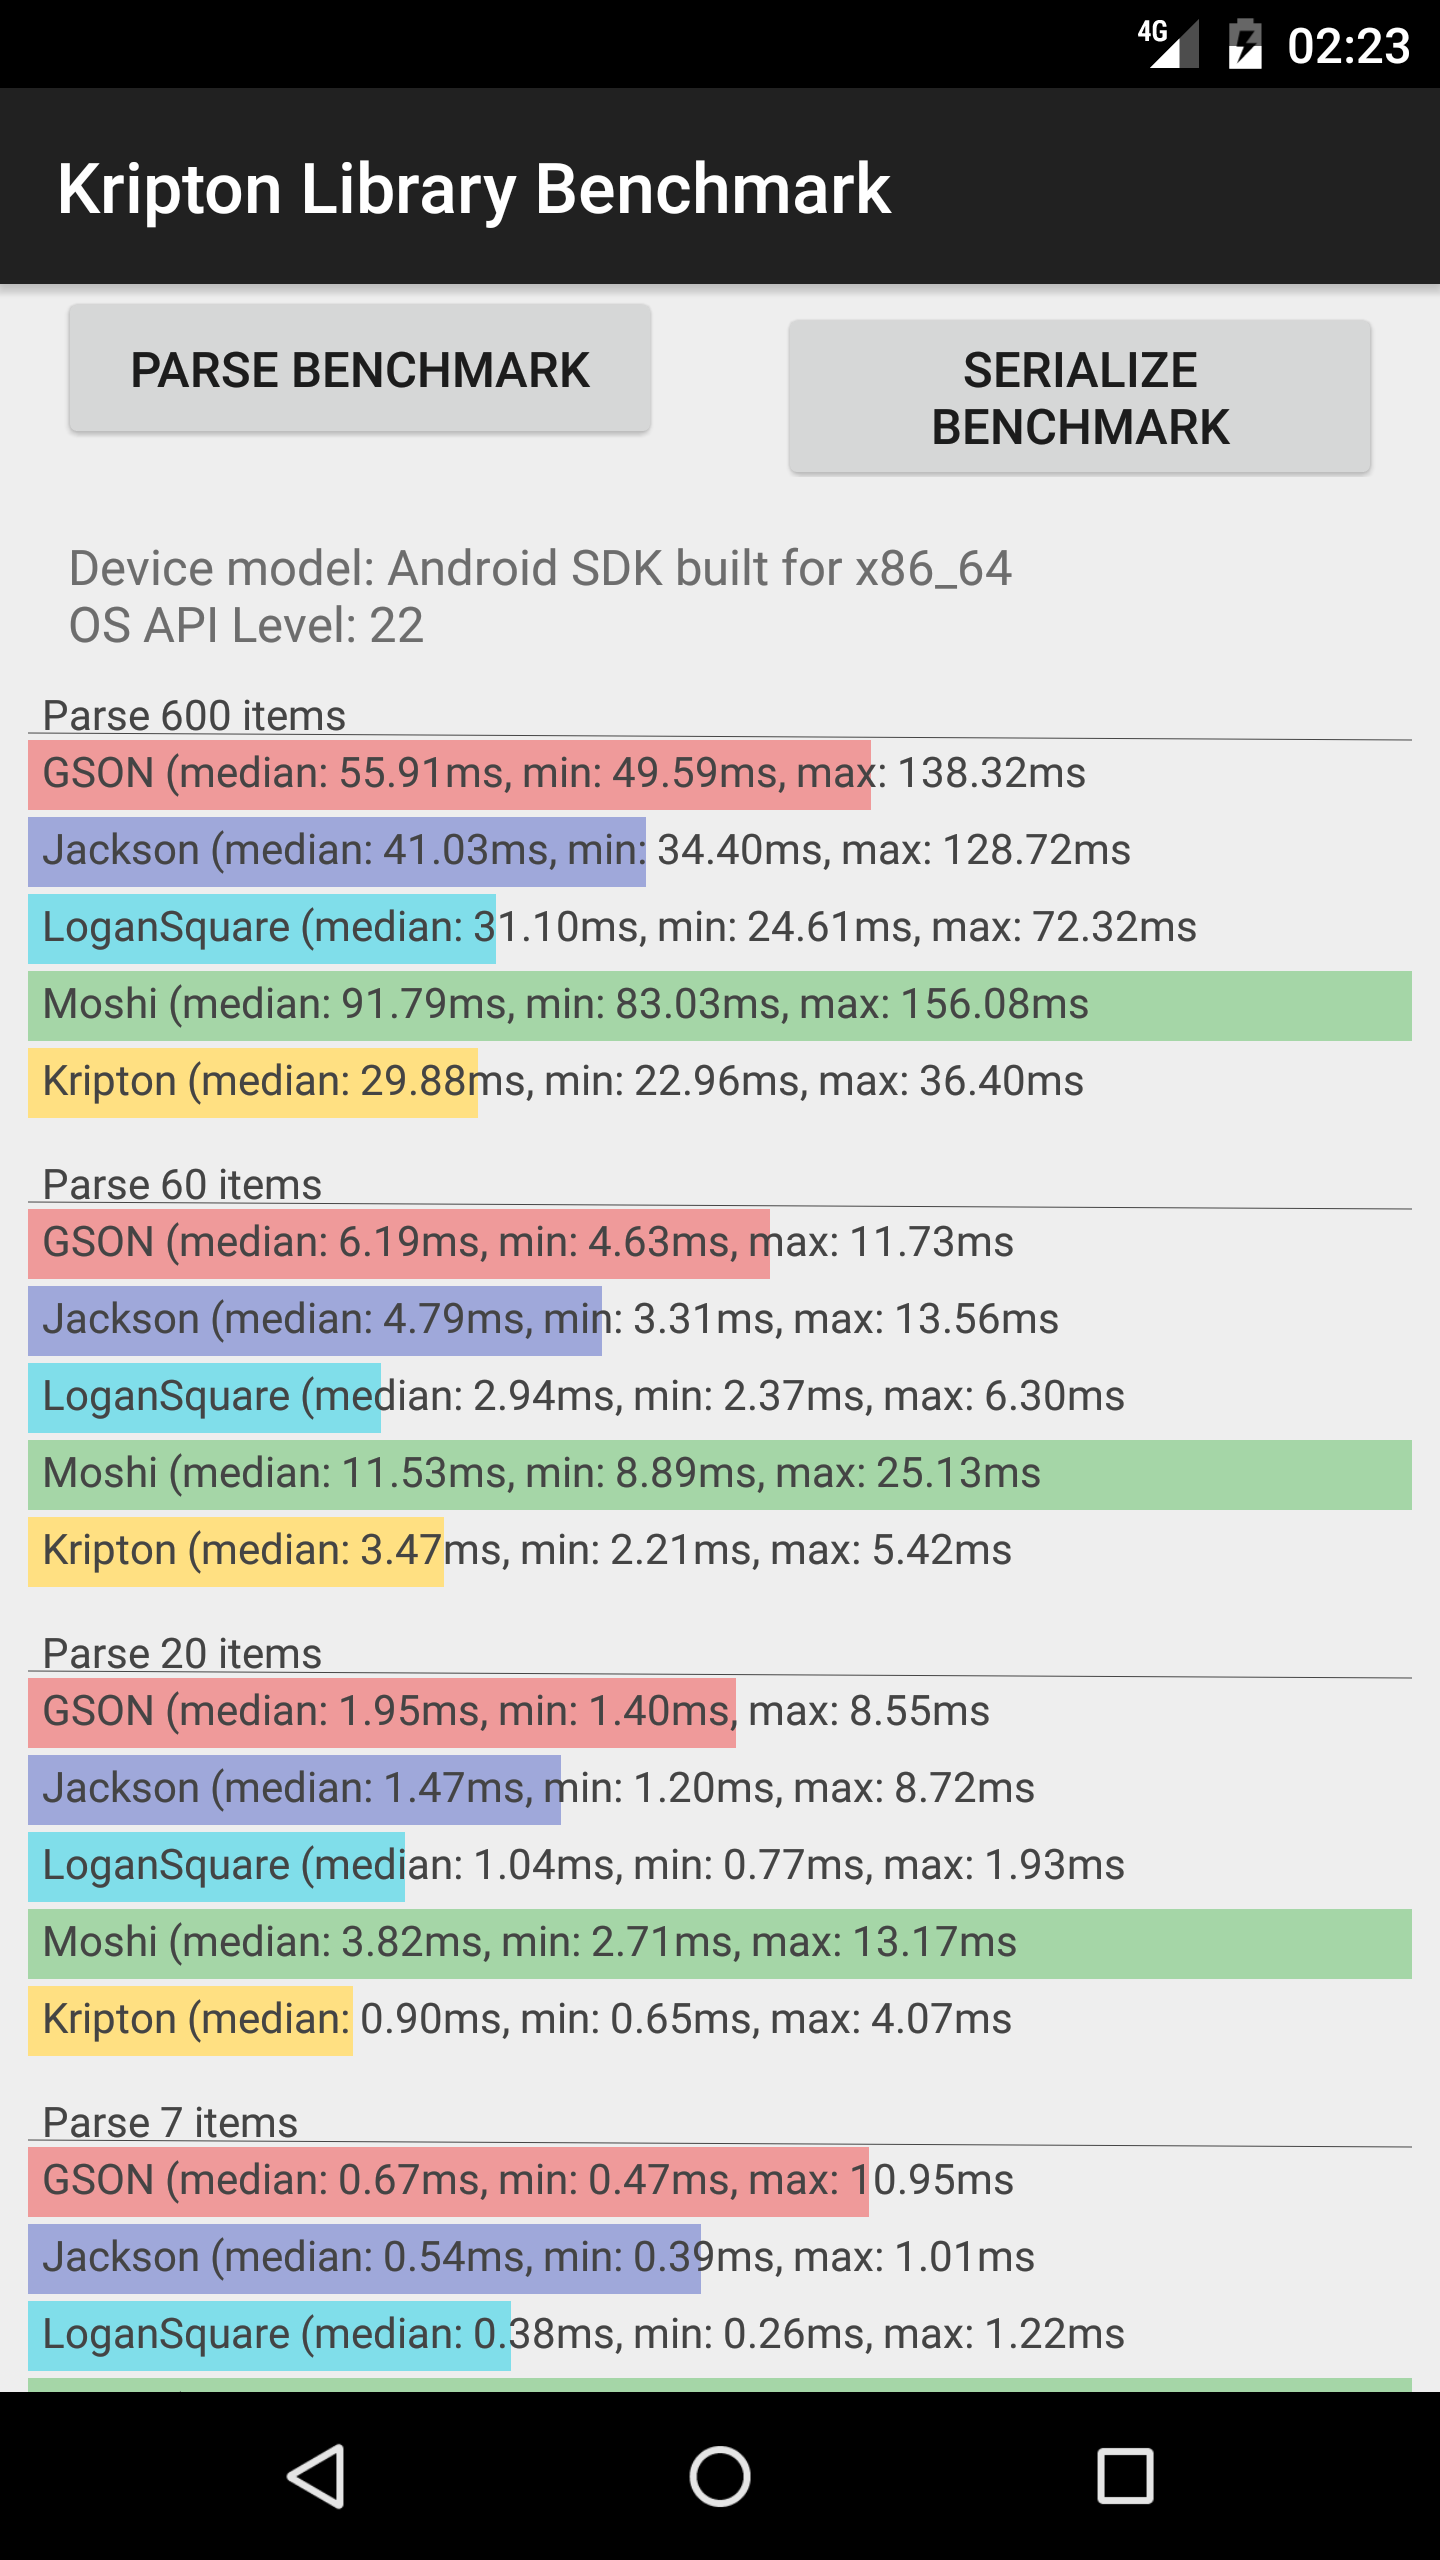 4G 02:23
Kripton Library Benchmark
PARSE BENCHMARK
SERIALIZE
BENCHMARK
Device model: Android SDK built for x86_64
OS API Level: 22
Parse 600 items
GSON (median: 55.91ms, min: 49.59ms, max: 138.32ms
Jackson (median: 41.03ms, min: 34.40ms, max: 128.72ms
LoganSquare (median: 31.10ms, min: 24.61ms, max: 72.32ms
Moshi (median: 91.79ms, min: 83.03ms, max: 156.08ms
Kripton (median: 29.88ms, min: 22.96ms, max: 36.40ms
Parse 60 items
GSON (median: 6.19ms, min: 4.63ms, max: 11.73ms
Jackson (median: 4.79ms, min: 3.31ms, max: 13.56ms
LoganSquare (median: 2.94ms, min: 2.37ms, max: 6.30ms
Moshi (median: 11.53ms, min: 8.89ms, max: 25.13ms
Kripton (median: 3.47ms, min: 2.21ms, max: 5.42ms
Parse 20 items
GSON (median: 1.95ms, min: 1.40ms, max: 8.55ms
Jackson (median: 1.47ms, min: 1.20ms, max: 8.72ms
LoganSquare (median: 1.04ms, min: 0.77ms, max: 1.93ms
Moshi (median: 3.82ms, min: 2.71ms, max: 13.17ms
Kripton (median: 0.90ms, min: 0.65ms, max: 4.07ms
Parse 7 items
GSON (median: 0.67ms, min: 0.47ms, max: 10.95ms
Jackson (median: 0.54ms, min: 0.39ms, max: 1.01ms
LoganSquare (median: 0.38ms, min: 0.26ms, max: 1.22ms